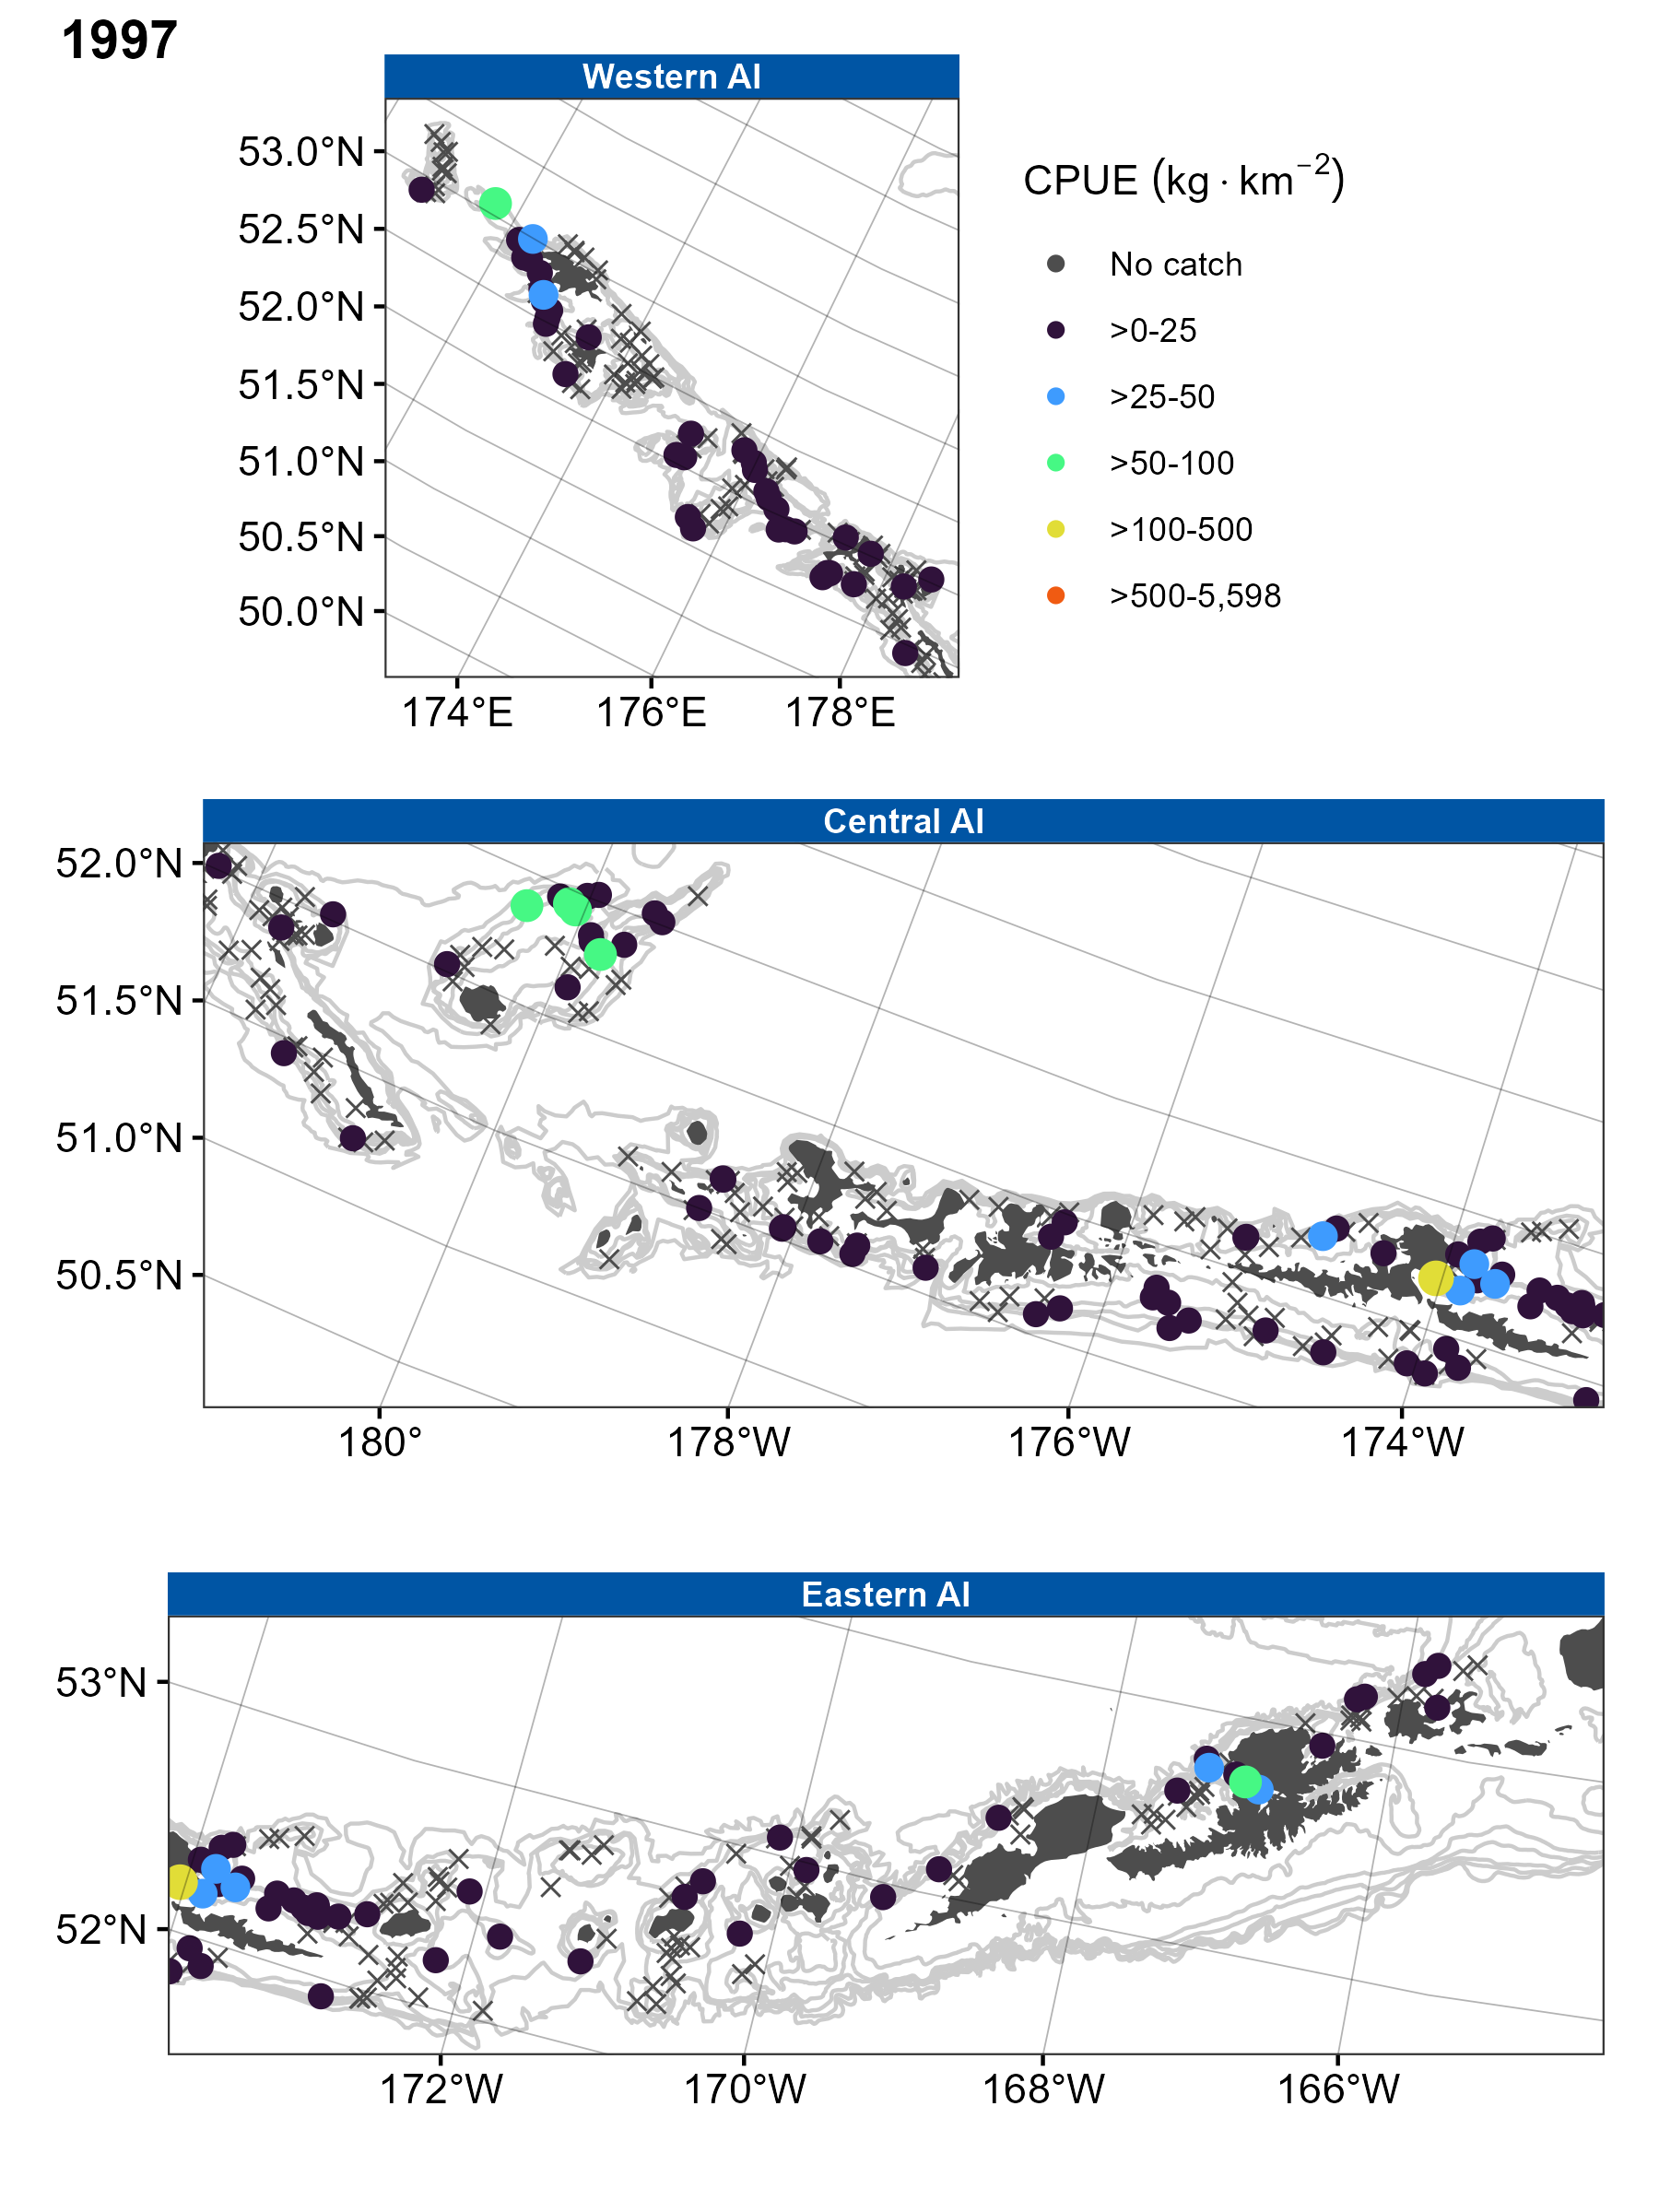 1997
Western AI
53.0°N
52.5°N
52.0°N
51.5°N
51.0°N
50.5°N
50.0°N
174°E 176°E 178°E
CPUE (kg · km⁻²)
No catch
>0-25
>25-50
>50-100
>100-500
>500-5,598
Central AI
52.0°N
51.5°N
51.0°N
50.5°N
180° 178°W 176°W 174°W
Eastern AI
53°N
52°N
172°W 170°W 168°W 166°W